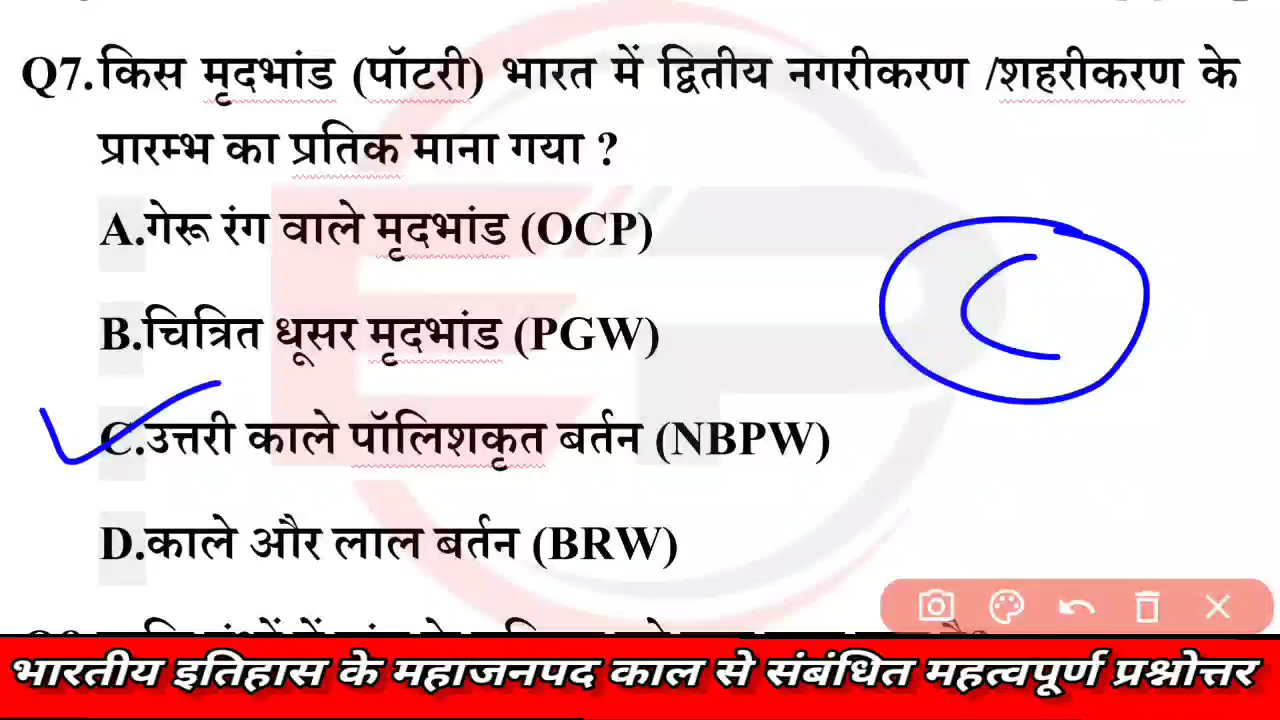 Q7.किस मृदभांड (पॉटरी) भारत में द्वितीय नगरीकरण /शहरीकरण के
प्रारम्भ का प्रतिक माना गया ?
A.गेरू रंग वाले मृदभांड (OCP)
B.चित्रित धूसर मृदभांड (PGW)
C.उत्तरी काले पॉलिशकृत बर्तन (NBPW)
D.काले और लाल बर्तन (BRW)
C
भारतीय इतिहास के महाजनपद काल से संबंधित महत्वपूर्ण प्रश्नोत्तर